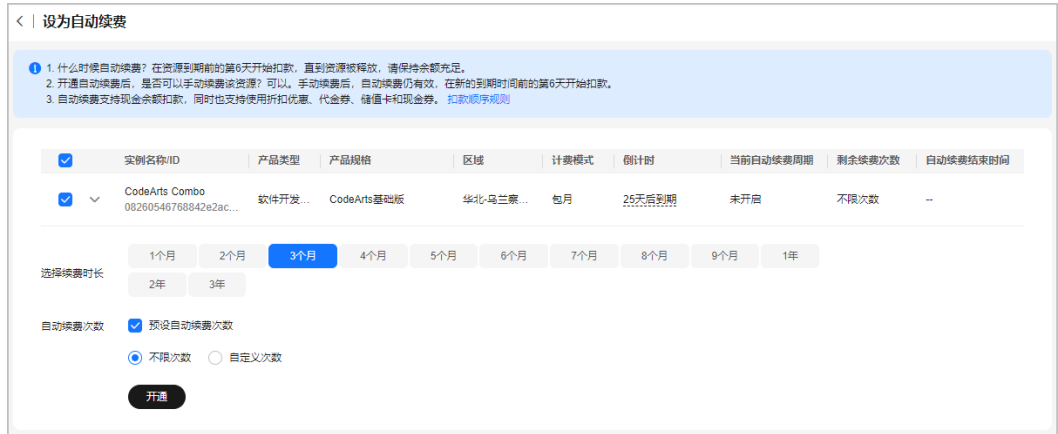 设为自动续费
1. 什么时候自动续费？在资源到期前的第6天开始扣款，直到资源被释放，请保持余额充足。
2. 开通自动续费后，是否可以手动续费该资源？可以。手动续费后，自动续费仍有效，在新的到期时间前的第6天开始扣款。
3. 自动续费支持现金余额扣款，同时也支持使用折扣优惠、代金券、储值卡和现金券。 扣款顺序规则
实例名称/ID 产品类型 产品规格 区域 计费模式 倒计时 当前自动续费周期 剩余续费次数 自动续费结束时间
CodeArts Combo
08260546768842e2ac... 软件开发... CodeArts基础版 华北-乌兰察... 包月 25天后到期 未开启 不限次数 --
选择续费时长 1个月 2个月 3个月 4个月 5个月 6个月 7个月 8个月 9个月 1年
2年 3年
自动续费次数 预设自动续费次数
不限次数 自定义次数
开通